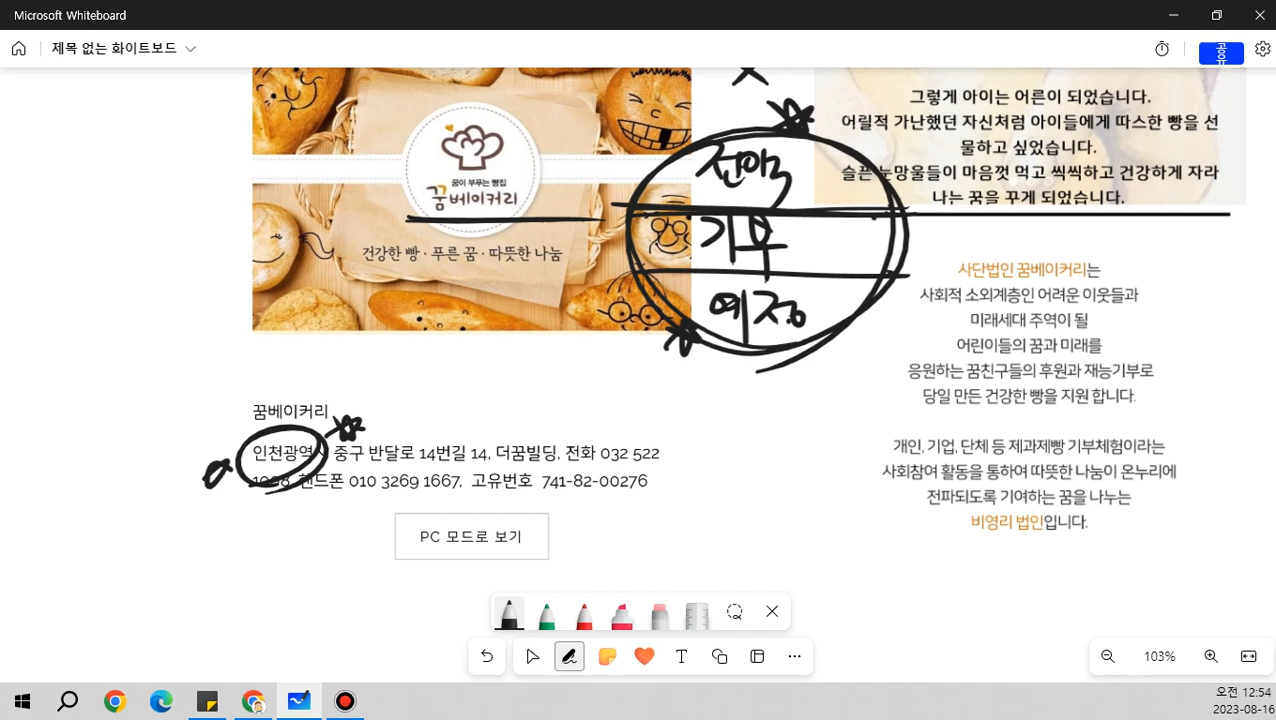 Microsoft Whiteboard
제목 없는 화이트보드
공유
꿈이 부푸는 빵집
꿈베이커리
건강한 빵 · 푸른 꿈 · 따뜻한 나눔
전액
기부
예정
그렇게 아이는 어른이 되었습니다.
어릴적 가난했던 자신처럼 아이들에게 따스한 빵을 선
물하고 싶었습니다.
슬픈 눈망울들이 마음껏 먹고 씩씩하고 건강하게 자라
나는 꿈을 꾸게 되었습니다.
사단법인 꿈베이커리는
사회적 소외계층인 어려운 이웃들과
미래세대 주역이 될
어린이들의 꿈과 미래를
응원하는 꿈친구들의 후원과 재능기부로
당일 만든 건강한 빵을 지원 합니다.
개인, 기업, 단체 등 제과제빵 기부체험이라는
사회참여 활동을 통하여 따뜻한 나눔이 온누리에
전파되도록 기여하는 꿈을 나누는
비영리 법인입니다.
꿈베이커리
인천광역시 중구 반달로 14번길 14, 더꿈빌딩, 전화 032 522
핸드폰 010 3269 1667, 고유번호 741-82-00276
PC 모드로 보기
103%
오전 12:54
2023-08-16